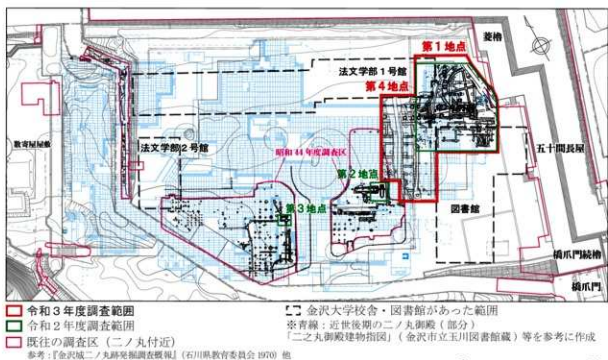 菱櫓
第1地点
法文学部1号館
第4地点
数寄屋屋敷
法文学部2号館
昭和44年度調査区
五十間長屋
第2地点
第3地点
図書館
橋爪門続櫓
橋爪門
令和3年度調査範囲
令和2年度調査範囲
既往の調査区(二ノ丸付近)
参考:『金沢城二ノ丸跡発掘調査概報』(石川県教育委員会 1970) 他
金沢大学校舎・図書館があった範囲
※青線:近世後期の二ノ丸御殿(部分)
「二之丸御殿建物指図」(金沢市立玉川図書館蔵)等を参考に作成